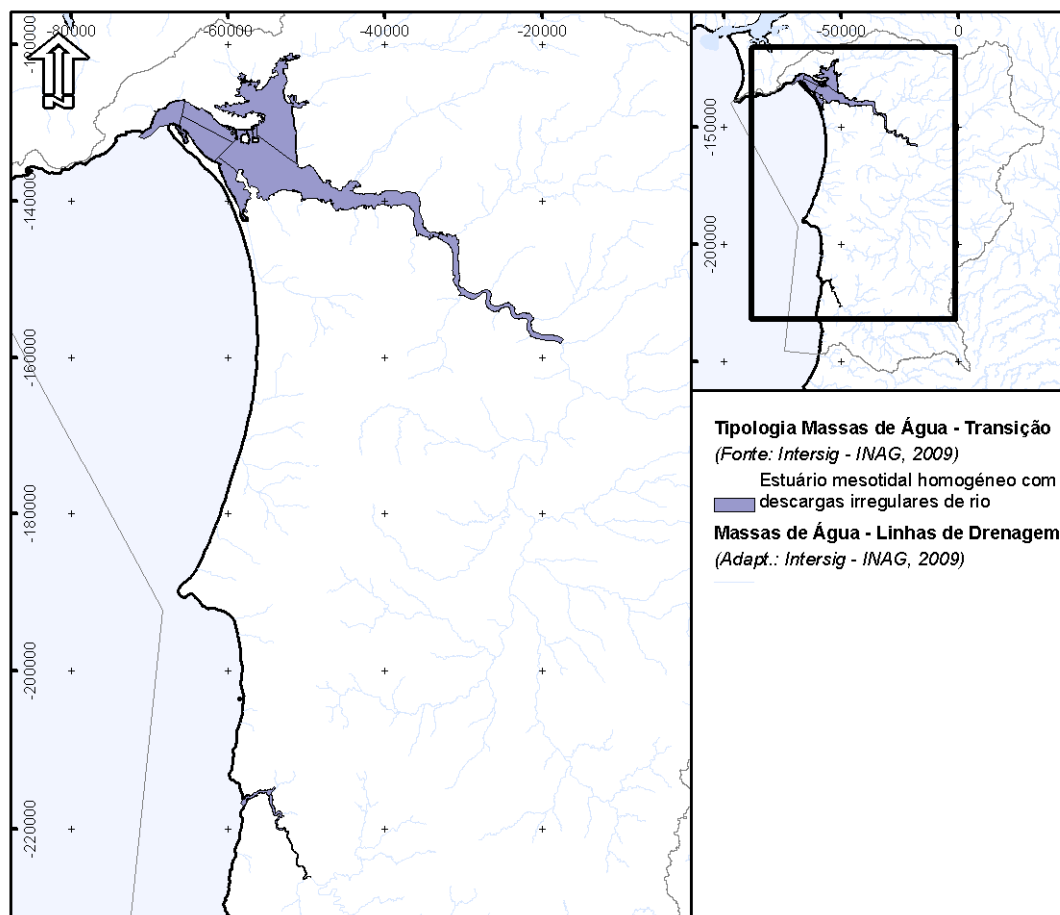 -80000
-60000
-40000
-20000
-140000
-160000
-180000
-200000
-220000
N
-50000
0
-150000
-200000
Tipologia Massas de Água - Transição
(Fonte: Intersig - INAG, 2009)
Estuário mesotidal homogéneo com
descargas irregulares de rio
Massas de Água - Linhas de Drenagem
(Adapt.: Intersig - INAG, 2009)